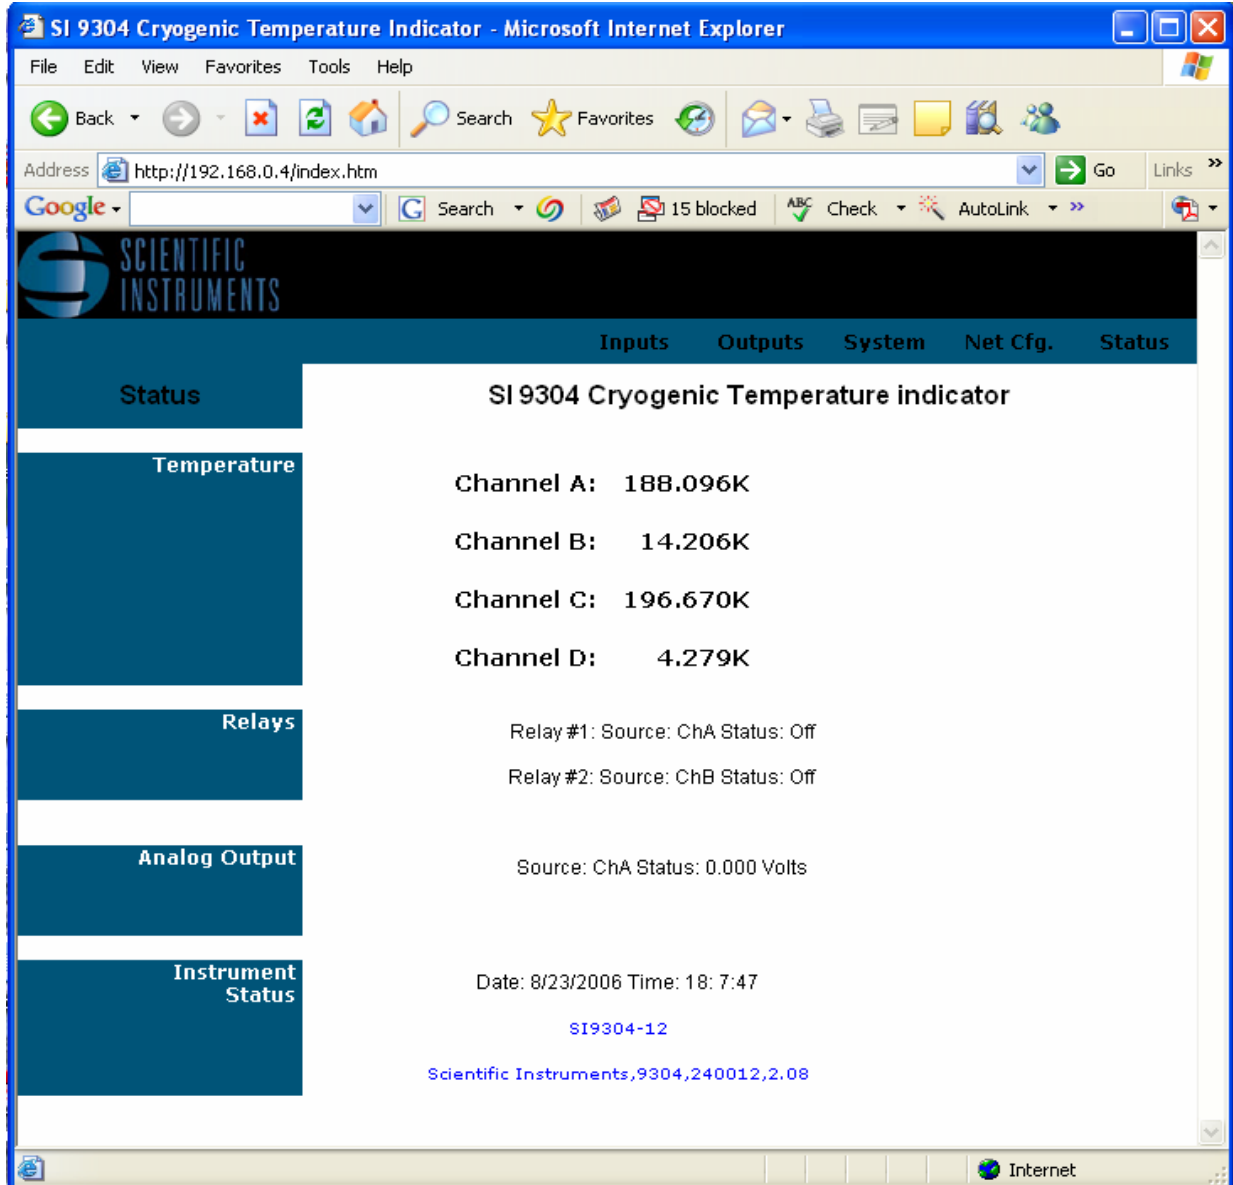 SI 9304 Cryogenic Temperature Indicator - Microsoft Internet Explorer
File Edit View Favorites Tools Help
Back Search Favorites
Address http://192.168.0.4/index.htm Go Links »
Google Search 15 blocked ABC Check AutoLink »
SCIENTIFIC
INSTRUMENTS
Inputs Outputs System Net Cfg. Status
Status
SI 9304 Cryogenic Temperature indicator
Temperature
Channel A: 188.096K
Channel B: 14.206K
Channel C: 196.670K
Channel D: 4.279K
Relays
Relay #1: Source: ChA Status: Off
Relay #2: Source: ChB Status: Off
Analog Output
Source: ChA Status: 0.000 Volts
Instrument
Status
Date: 8/23/2006 Time: 18: 7:47
SI9304-12
Scientific Instruments,9304,240012,2.08
Internet